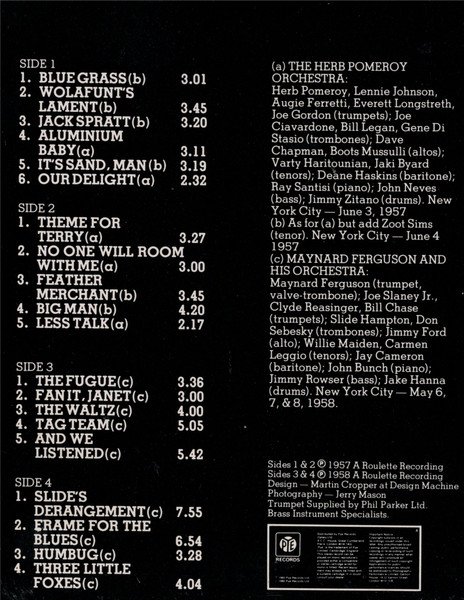 SIDE 1
1. BLUE GRASS(b) 3.01
2. WOLAFUNT'S
LAMENT(b) 3.45
3. JACK SPRATT(b) 3.20
4. ALUMINIUM
BABY(a) 3.11
5. IT'S SAND, MAN(b) 3.19
6. OUR DELIGHT(a) 2.32
SIDE 2
1. THEME FOR
TERRY(a) 3.27
2. NO ONE WILL ROOM
WITH ME(a) 3.00
3. FEATHER
MERCHANT(b) 3.45
4. BIG MAN(b) 4.20
5. LESS TALK(a) 2.17
SIDE 3
1. THE FUGUE(c) 3.36
2. FAN IT, JANET(c) 3.00
3. THE WALTZ(c) 4.00
4. TAG TEAM(c) 5.05
5. AND WE
LISTENED(c) 5.42
SIDE 4
1. SLIDE'S
DERANGEMENT(c) 7.55
2. FRAME FOR THE
BLUES(c) 6.54
3. HUMBUG(c) 3.28
4. THREE LITTLE
FOXES(c) 4.04
(a) THE HERB POMEROY
ORCHESTRA:
Herb Pomeroy, Lennie Johnson,
Augie Ferretti, Everett Longstreth,
Joe Gordon (trumpets); Joe
Ciavardone, Bill Legan, Gene Di
Stasio (trombones); Dave
Chapman, Boots Mussulli (altos);
Varty Haritounian, Jaki Byard
(tenors); Deane Haskins (baritone);
Ray Santisi (piano); John Neves
(bass); Jimmy Zitano (drums). New
York City — June 3, 1957
(b) As for (a) but add Zoot Sims
(tenor). New York City — June 4
1957
(c) MAYNARD FERGUSON AND
HIS ORCHESTRA:
Maynard Ferguson (trumpet,
valve-trombone); Joe Slaney Jr.,
Clyde Reasinger, Bill Chase
(trumpets); Slide Hampton, Don
Sebesky (trombones); Jimmy Ford
(alto); Willie Maiden, Carmen
Leggio (tenors); Jay Cameron
(baritone); John Bunch (piano);
Jimmy Rowser (bass); Jake Hanna
(drums). New York City — May 6,
7, & 8, 1958.
Sides 1 & 2 ℗ 1957 A Roulette Recording
Sides 3 & 4 ℗ 1958 A Roulette Recording
Design — Martin Cropper at Design Machine
Photography — Jerry Mason
Trumpet Supplied by Phil Parker Ltd.
Brass Instrument Specialists.
PYE
RECORDS